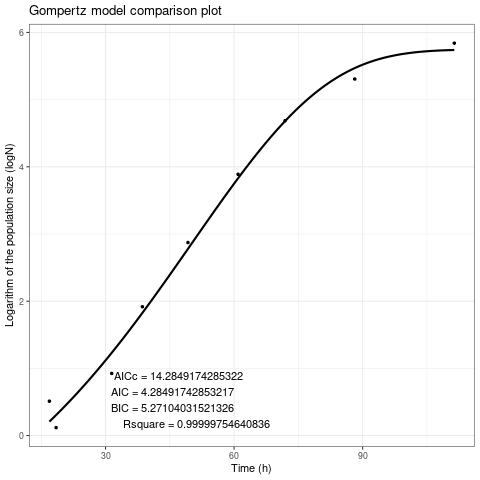 Gompertz model comparison plot
6
4
2
0
Logarithm of the population size (logN)
AICc = 14.2849174285322
AIC = 4.28491742853217
BIC = 5.27104031521326
Rsquare = 0.99999754640836
30
60
90
Time (h)